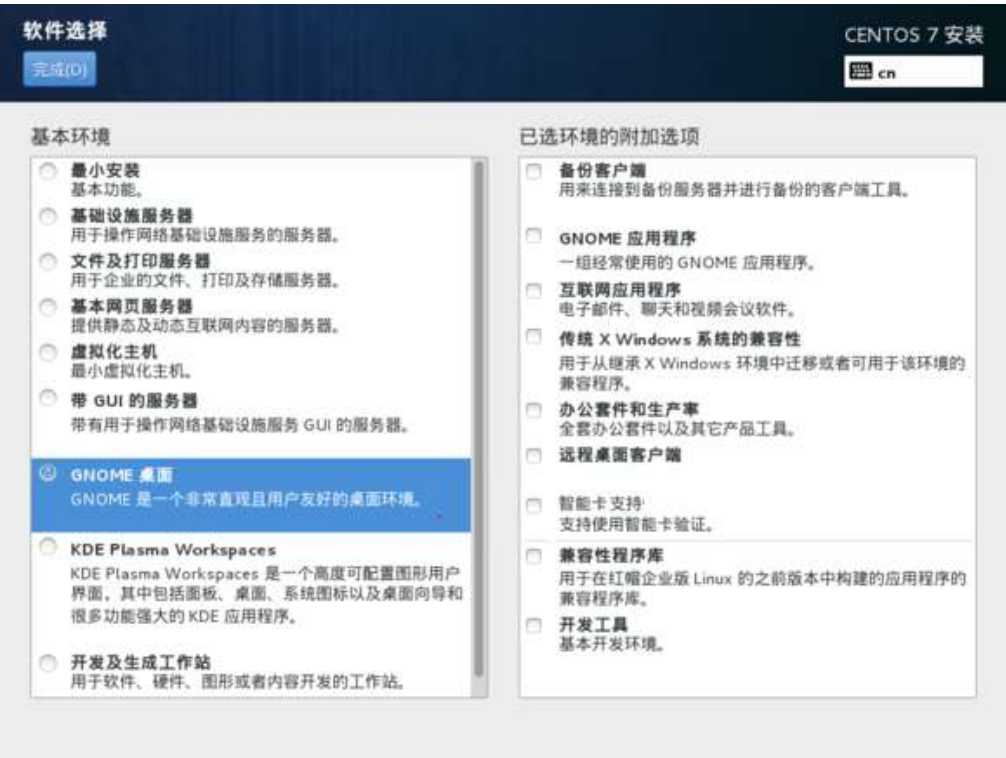 软件选择
CENTOS 7 安装
完成(D)
cn
基本环境
最小安装
基本功能。
基础设施服务器
用于操作网络基础设施服务的服务器。
文件及打印服务器
用于企业的文件、打印及存储服务器。
基本网页服务器
提供静态及动态互联网内容的服务器。
虚拟化主机
最小虚拟化主机。
带 GUI 的服务器
带有用于操作网络基础设施服务 GUI 的服务器。
GNOME 桌面
GNOME 是一个非常直观且用户友好的桌面环境。
KDE Plasma Workspaces
KDE Plasma Workspaces 是一个高度可配置图形用户
界面，其中包括面板、桌面、系统图标以及桌面向导和
很多功能强大的 KDE 应用程序。
开发及生成工作站
用于软件、硬件、图形或者内容开发的工作站。
已选环境的附加选项
备份客户端
用来连接到备份服务器并进行备份的客户端工具。
GNOME 应用程序
一组经常使用的 GNOME 应用程序。
互联网应用程序
电子邮件、聊天和视频会议软件。
传统 X Windows 系统的兼容性
用于从继承 X Windows 环境中迁移或者可用于该环境的
兼容程序。
办公套件和生产率
全套办公套件以及其它产品工具。
远程桌面客户端
智能卡支持
支持使用智能卡验证。
兼容性程序库
用于在红帽企业版 Linux 的之前版本中构建的应用程序的
兼容程序库。
开发工具
基本开发环境。